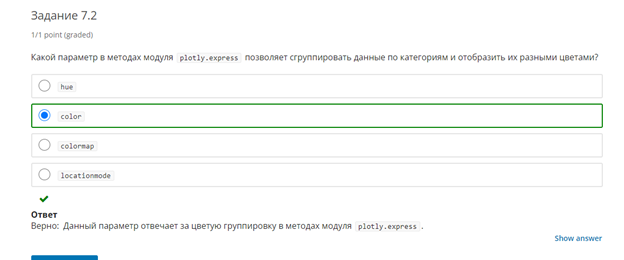 Задание 7.2
1/1 point (graded)
Какой параметр в методах модуля plotly.express позволяет сгруппировать данные по категориям и отобразить их разными цветами?
hue
color
colormap
locationmode
Ответ
Верно: Данный параметр отвечает за цветую группировку в методах модуля plotly.express.
Show answer